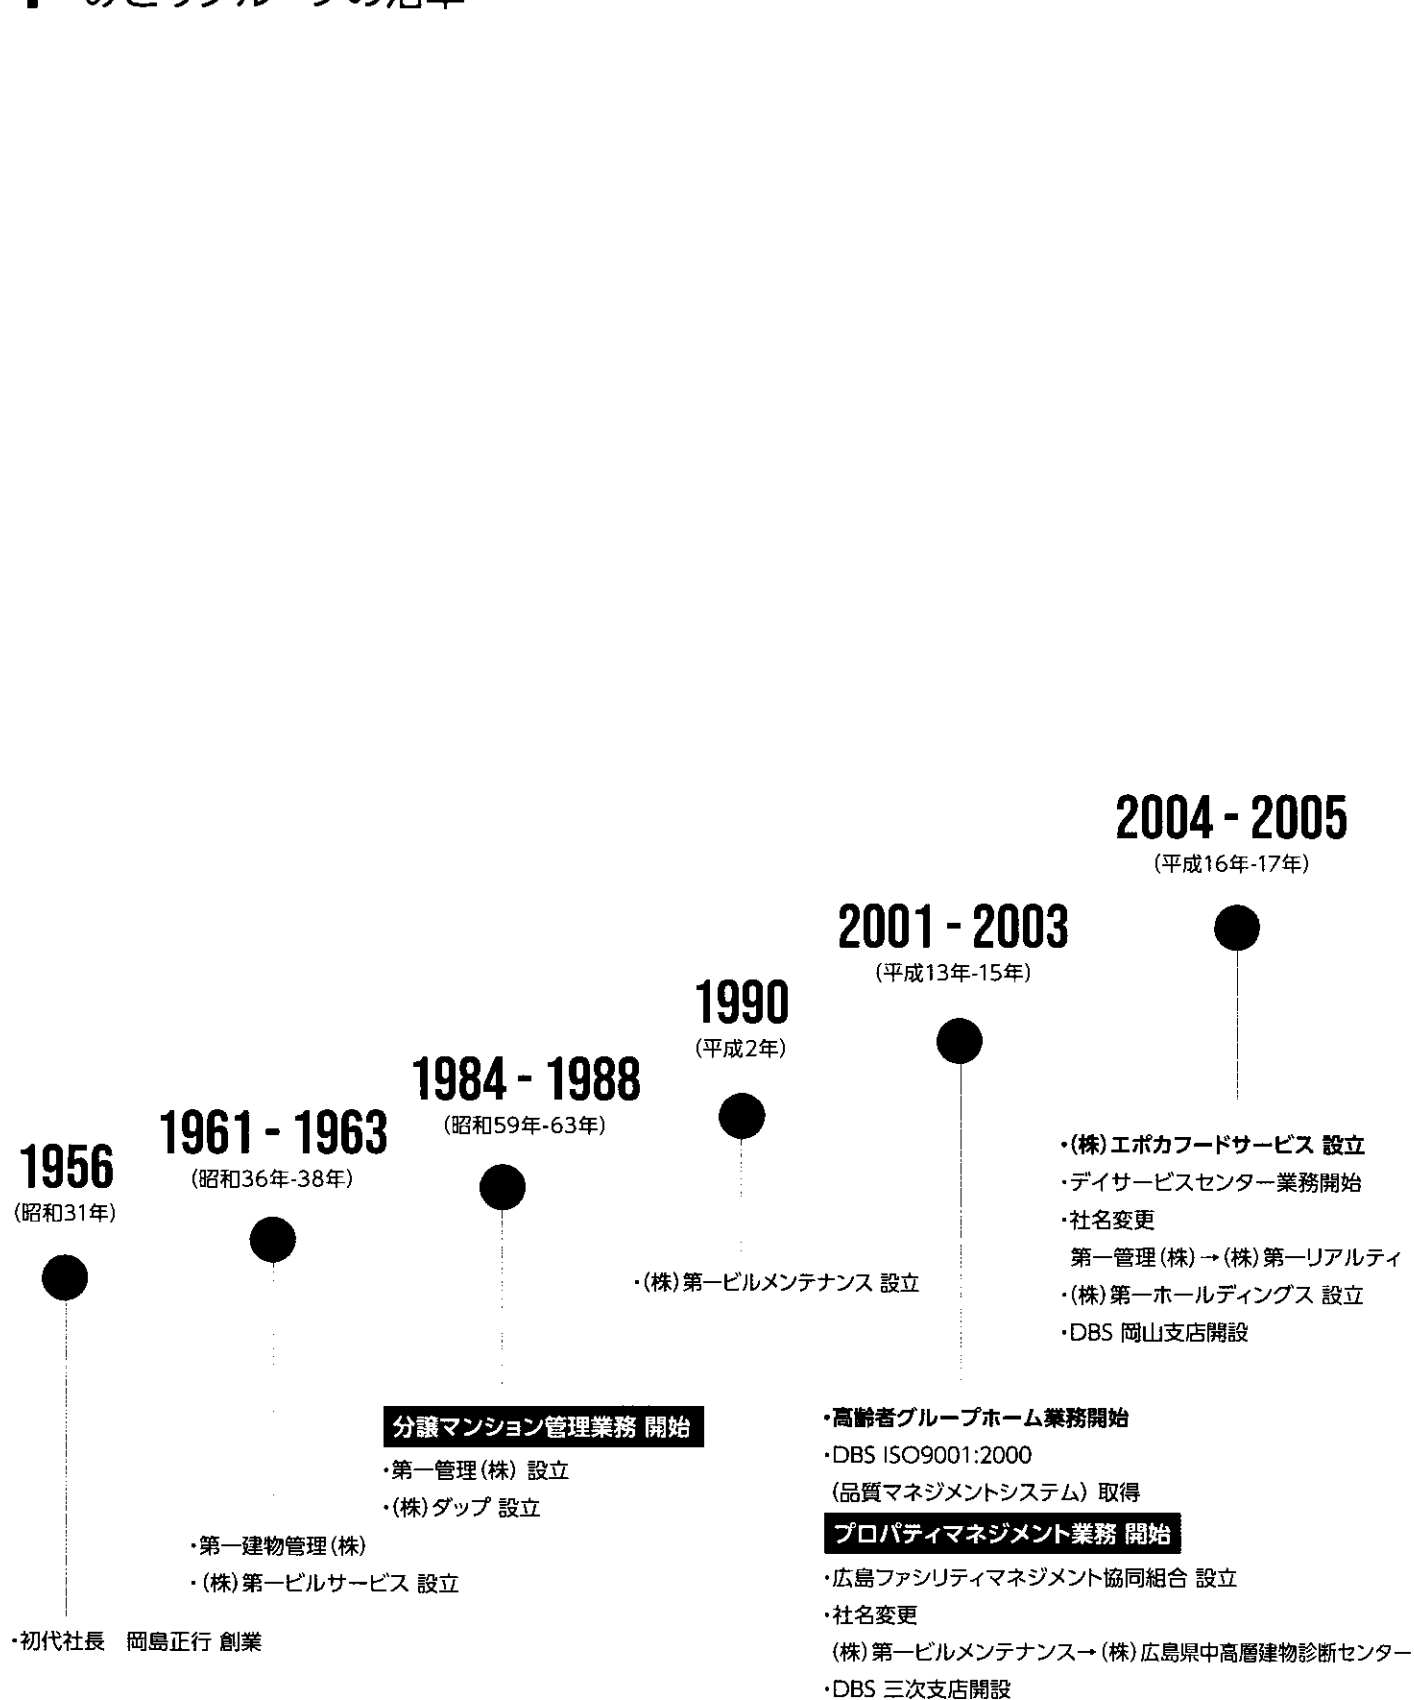 みどりグループの沿革
1956
(昭和31年)
・初代社長 岡島正行 創業
1961 - 1963
(昭和36年-38年)
・第一建物管理(株)
・(株)第一ビルサービス 設立
1984 - 1988
(昭和59年-63年)
分譲マンション管理業務 開始
・第一管理(株) 設立
・(株)ダップ 設立
1990
(平成2年)
・(株)第一ビルメンテナンス 設立
2001 - 2003
(平成13年-15年)
・高齢者グループホーム業務開始
・DBS ISO9001:2000
(品質マネジメントシステム) 取得
プロパティマネジメント業務 開始
・広島ファシリティマネジメント協同組合 設立
・社名変更
(株)第一ビルメンテナンス→(株)広島県中高層建物診断センター
・DBS 三次支店開設
2004 - 2005
(平成16年-17年)
・(株)エポカフードサービス 設立
・デイサービスセンター業務開始
・社名変更
第一管理(株)→(株)第一リアルティ
・(株)第一ホールディングス 設立
・DBS 岡山支店開設